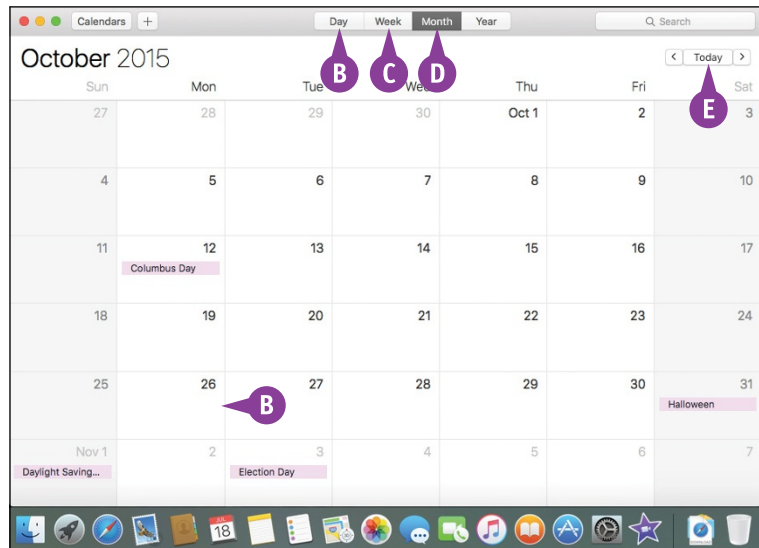 Calendars + Day Week Month Year Search
October 2015 < Today >
B C D E
Sun Mon Tue Wed Thu Fri Sat
27 28 29 30 Oct 1 2 3
4 5 6 7 8 9 10
11 12 13 14 15 16 17
Columbus Day
18 19 20 21 22 23 24
25 26 27 28 29 30 31
B Halloween
Nov 1 2 3 4 5 6 7
Daylight Saving... Election Day
JUL
18